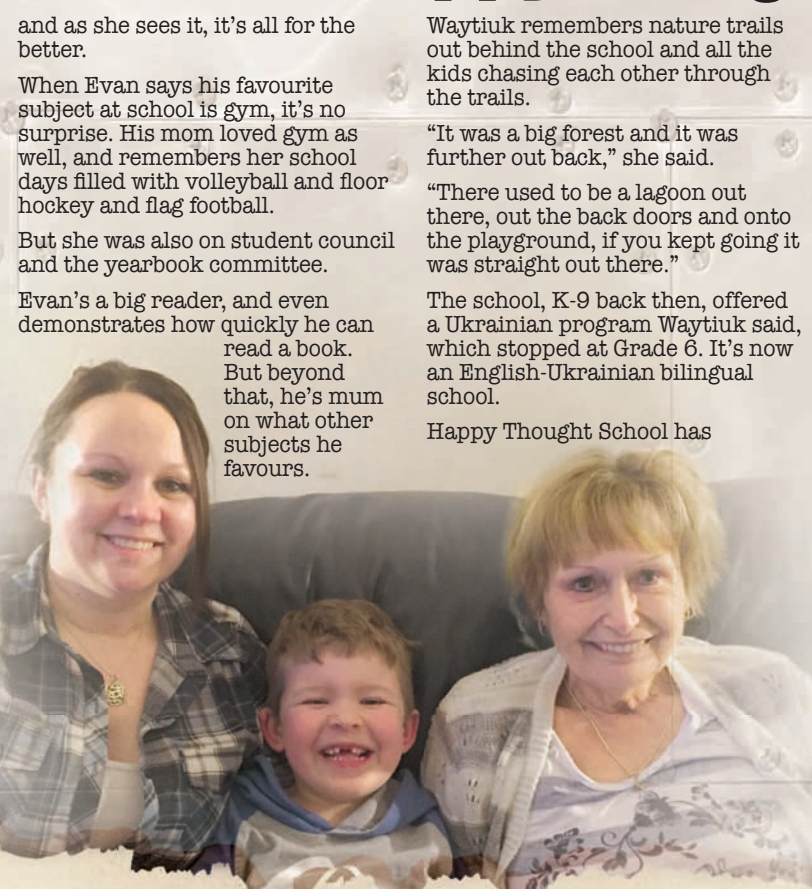 and as she sees it, it’s all for the
better.
When Evan says his favourite
subject at school is gym, it’s no
surprise. His mom loved gym as
well, and remembers her school
days filled with volleyball and floor
hockey and flag football.
But she was also on student council
and the yearbook committee.
Evan’s a big reader, and even
demonstrates how quickly he can
read a book.
But beyond
that, he’s mum
on what other
subjects he
favours.
Waytiuk remembers nature trails
out behind the school and all the
kids chasing each other through
the trails.
“It was a big forest and it was
further out back,” she said.
“There used to be a lagoon out
there, out the back doors and onto
the playground, if you kept going it
was straight out there.”
The school, K-9 back then, offered
a Ukrainian program Waytiuk said,
which stopped at Grade 6. It’s now
an English-Ukrainian bilingual
school.
Happy Thought School has